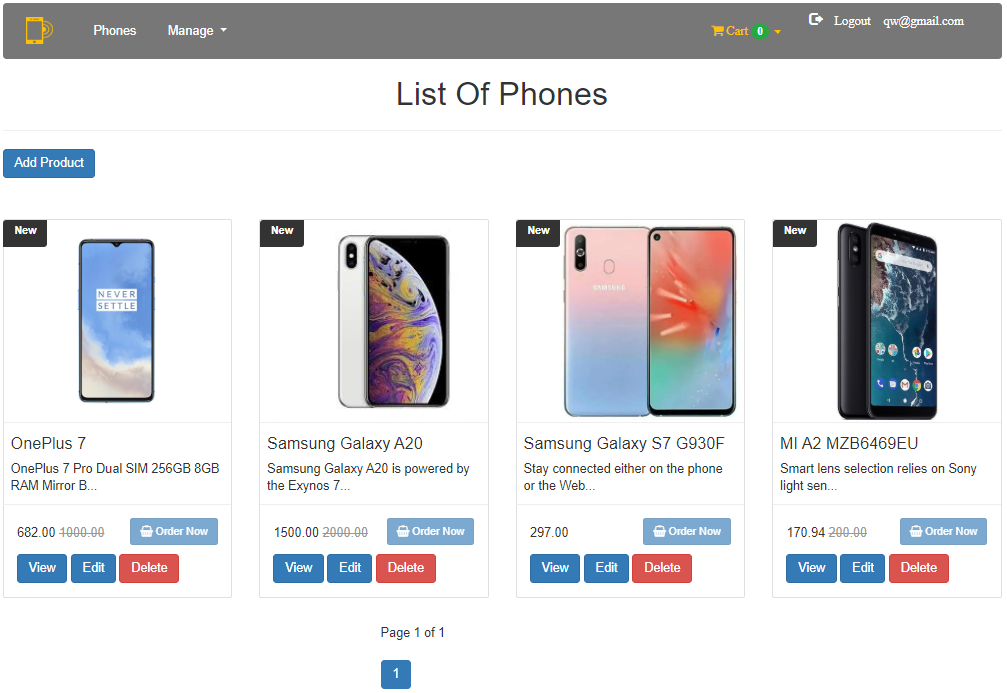 Phones Manage Cart 0 Logout qw@gmail.com
List Of Phones
Add Product
New
NEVER
SETTLE
OnePlus 7
OnePlus 7 Pro Dual SIM 256GB 8GB
RAM Mirror B...
682.00 1000.00 Order Now
View Edit Delete
New
Samsung Galaxy A20
Samsung Galaxy A20 is powered by
the Exynos 7...
1500.00 2000.00 Order Now
View Edit Delete
New
SAMSUNG
Samsung Galaxy S7 G930F
Stay connected either on the phone
or the Web...
297.00 Order Now
View Edit Delete
New
MI A2 MZB6469EU
Smart lens selection relies on Sony
light sen...
170.94 200.00 Order Now
View Edit Delete
Page 1 of 1
1